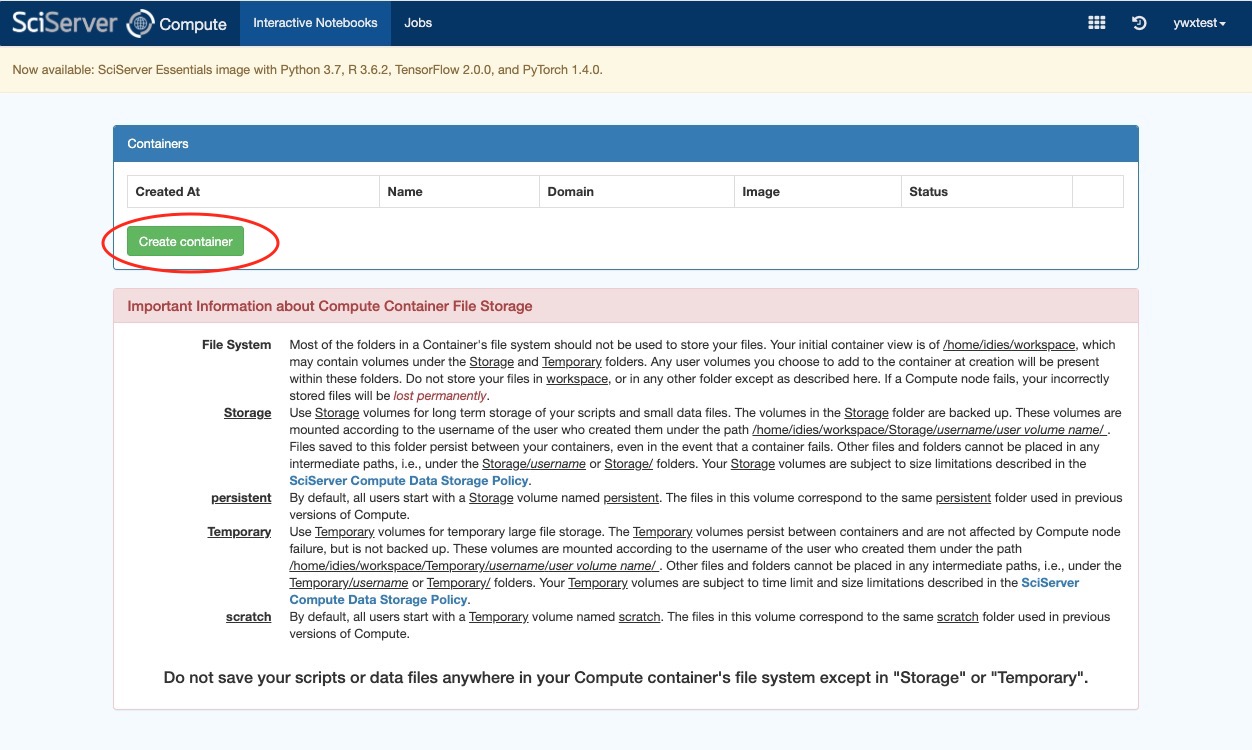 SciServer Compute Interactive Notebooks Jobs ywxtest
Now available: SciServer Essentials image with Python 3.7, R 3.6.2, TensorFlow 2.0.0, and PyTorch 1.4.0.
Containers
Created At Name Domain Image Status
Create container
Important Information about Compute Container File Storage
File System Most of the folders in a Container's file system should not be used to store your files. Your initial container view is of /home/idies/workspace, which
may contain volumes under the Storage and Temporary folders. Any user volumes you choose to add to the container at creation will be present
within these folders. Do not store your files in workspace, or in any other folder except as described here. If a Compute node fails, your incorrectly
stored files will be lost permanently.
Storage Use Storage volumes for long term storage of your scripts and small data files. The volumes in the Storage folder are backed up. These volumes are
mounted according to the username of the user who created them under the path /home/idies/workspace/Storage/username/user volume name/ .
Files saved to this folder persist between your containers, even in the event that a container fails. Other files and folders cannot be placed in any
intermediate paths, i.e., under the Storage/username or Storage/ folders. Your Storage volumes are subject to size limitations described in the
SciServer Compute Data Storage Policy.
persistent By default, all users start with a Storage volume named persistent. The files in this volume correspond to the same persistent folder used in previous
versions of Compute.
Temporary Use Temporary volumes for temporary large file storage. The Temporary volumes persist between containers and are not affected by Compute node
failure, but is not backed up. These volumes are mounted according to the username of the user who created them under the path
/home/idies/workspace/Temporary/username/user volume name/ . Other files and folders cannot be placed in any intermediate paths, i.e., under the
Temporary/username or Temporary/ folders. Your Temporary volumes are subject to time limit and size limitations described in the SciServer
Compute Data Storage Policy.
scratch By default, all users start with a Temporary volume named scratch. The files in this volume correspond to the same scratch folder used in previous
versions of Compute.
Do not save your scripts or data files anywhere in your Compute container's file system except in "Storage" or "Temporary".